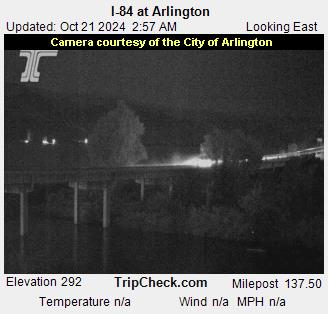 I-84 at Arlington
Updated: Oct 21 2024 2:57 AM Looking East
Camera courtesy of the City of Arlington
Elevation 292 TripCheck.com Milepost 137.50
Temperature n/a Wind n/a MPH n/a